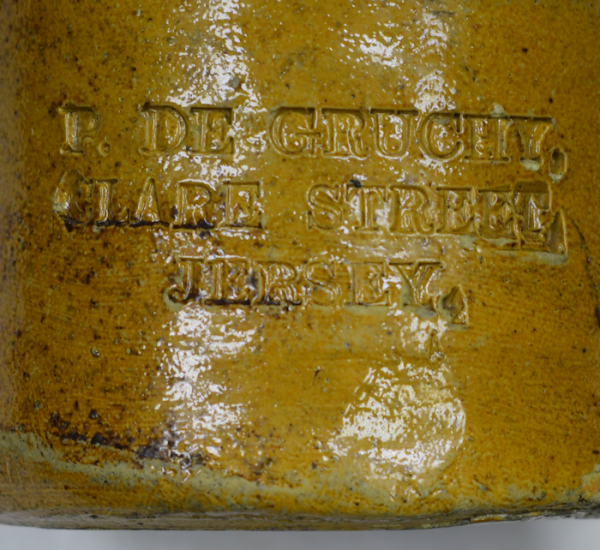 P. DE GRUCHY,
CLARE STREET,
JERSEY,